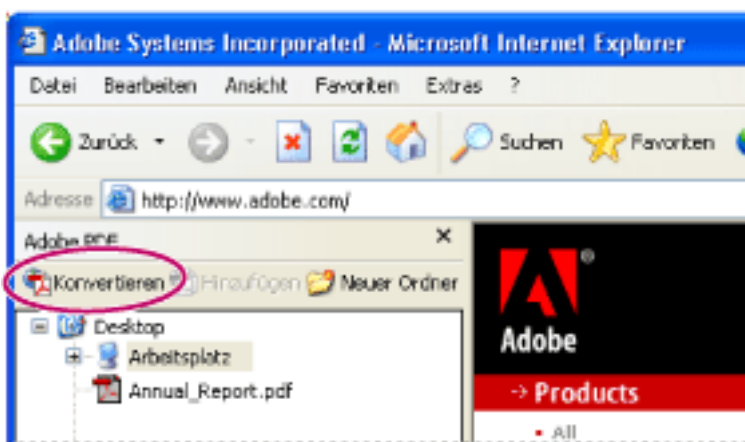 Adobe Systems Incorporated - Microsoft Internet Explorer
Datei Bearbeiten Ansicht Favoriten Extras ?
Zurück Suchen Favoriten
Adresse http://www.adobe.com/
Adobe PDF
Konvertieren Hinzufügen Neuer Ordner
Desktop
Arbeitsplatz
Annual_Report.pdf
®
Adobe
Products
All